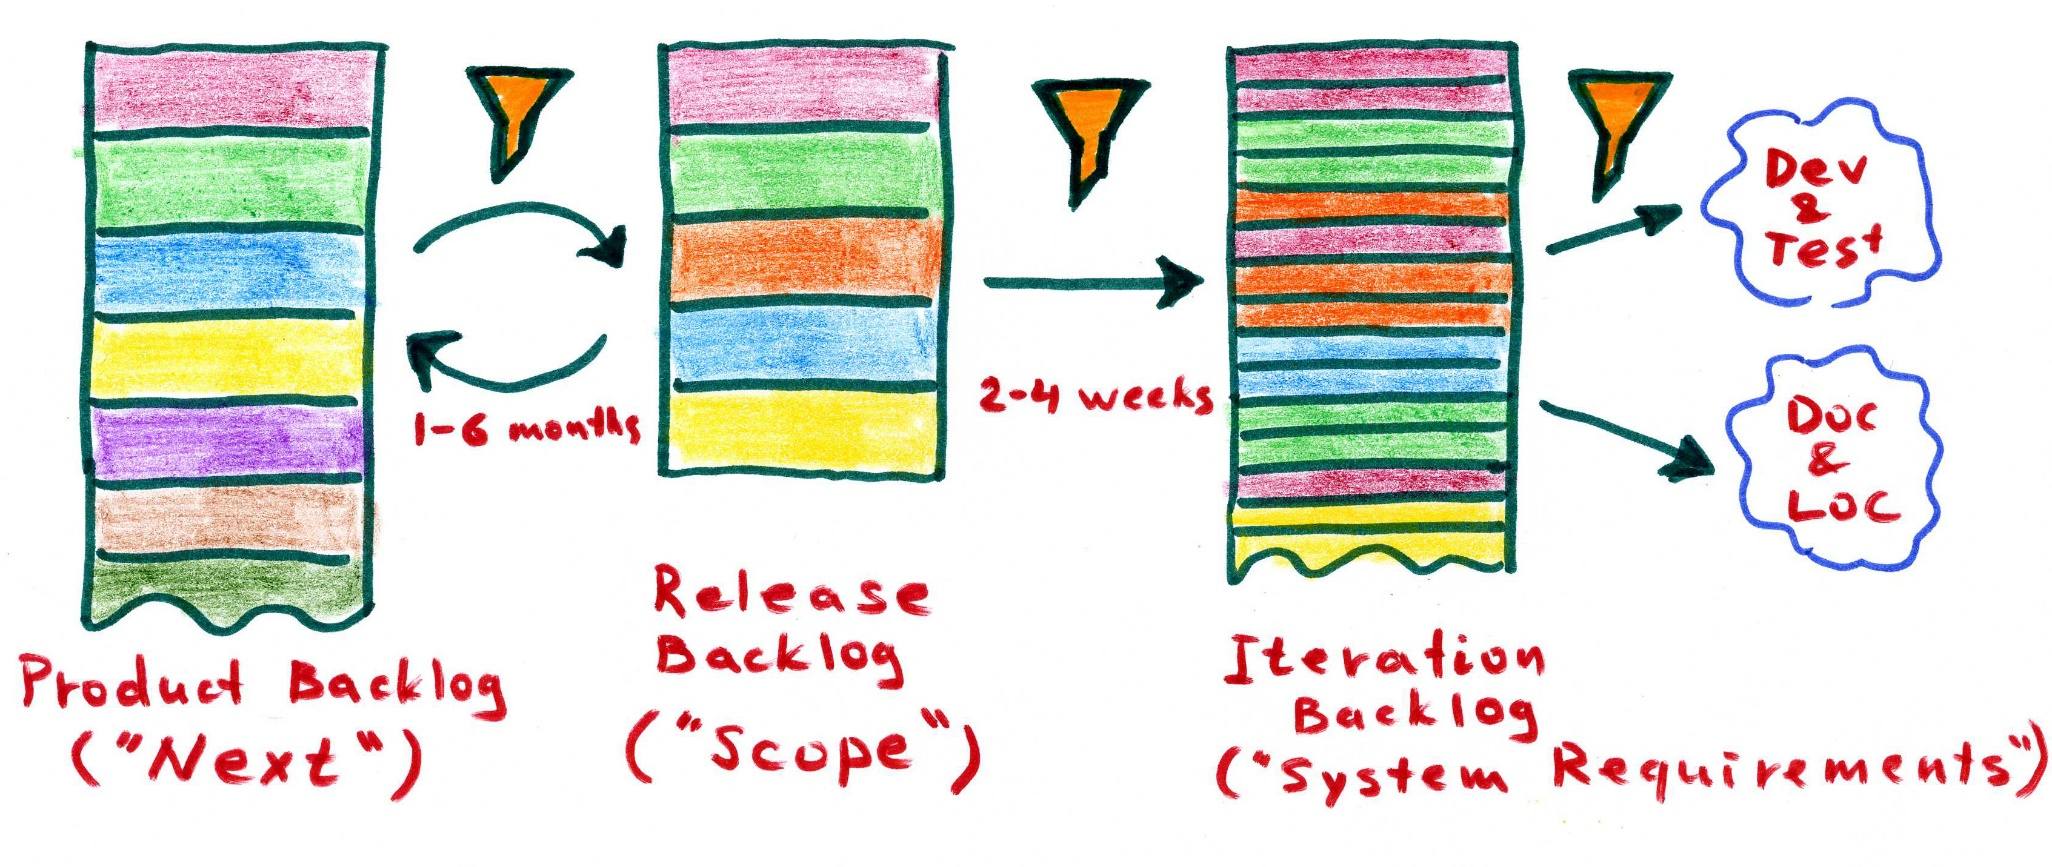 Product Backlog
("Next")
1-6 months
Release
Backlog
("Scope")
2-4 weeks
Iteration
Backlog
("System Requirements")
Dev
&
Test
Doc
&
LOC